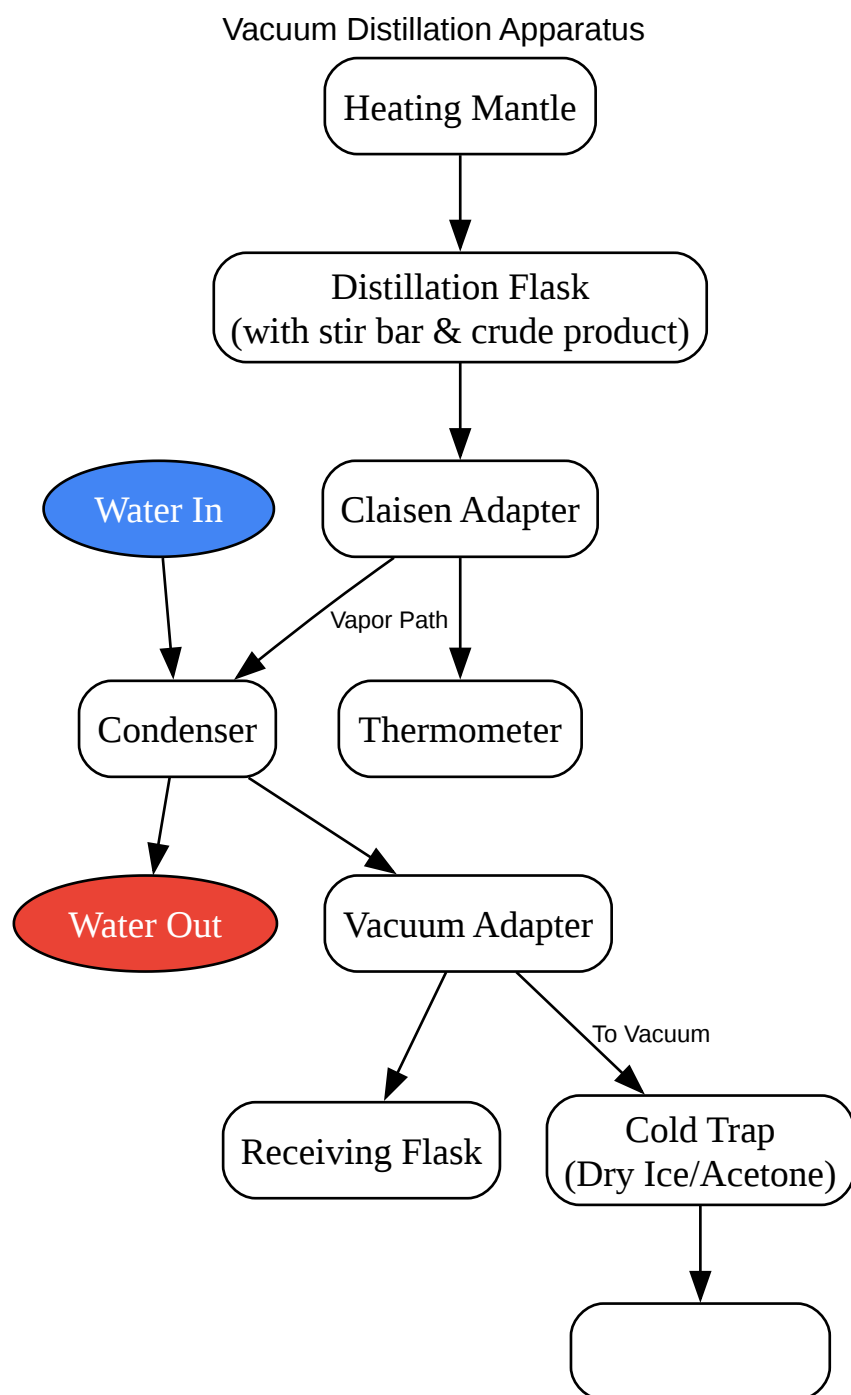 Vacuum Distillation Apparatus
Heating Mantle
Distillation Flask
(with stir bar & crude product)
Water In
Claisen Adapter
Vapor Path
Condenser
Thermometer
Water Out
Vacuum Adapter
To Vacuum
Receiving Flask
Cold Trap
(Dry Ice/Acetone)